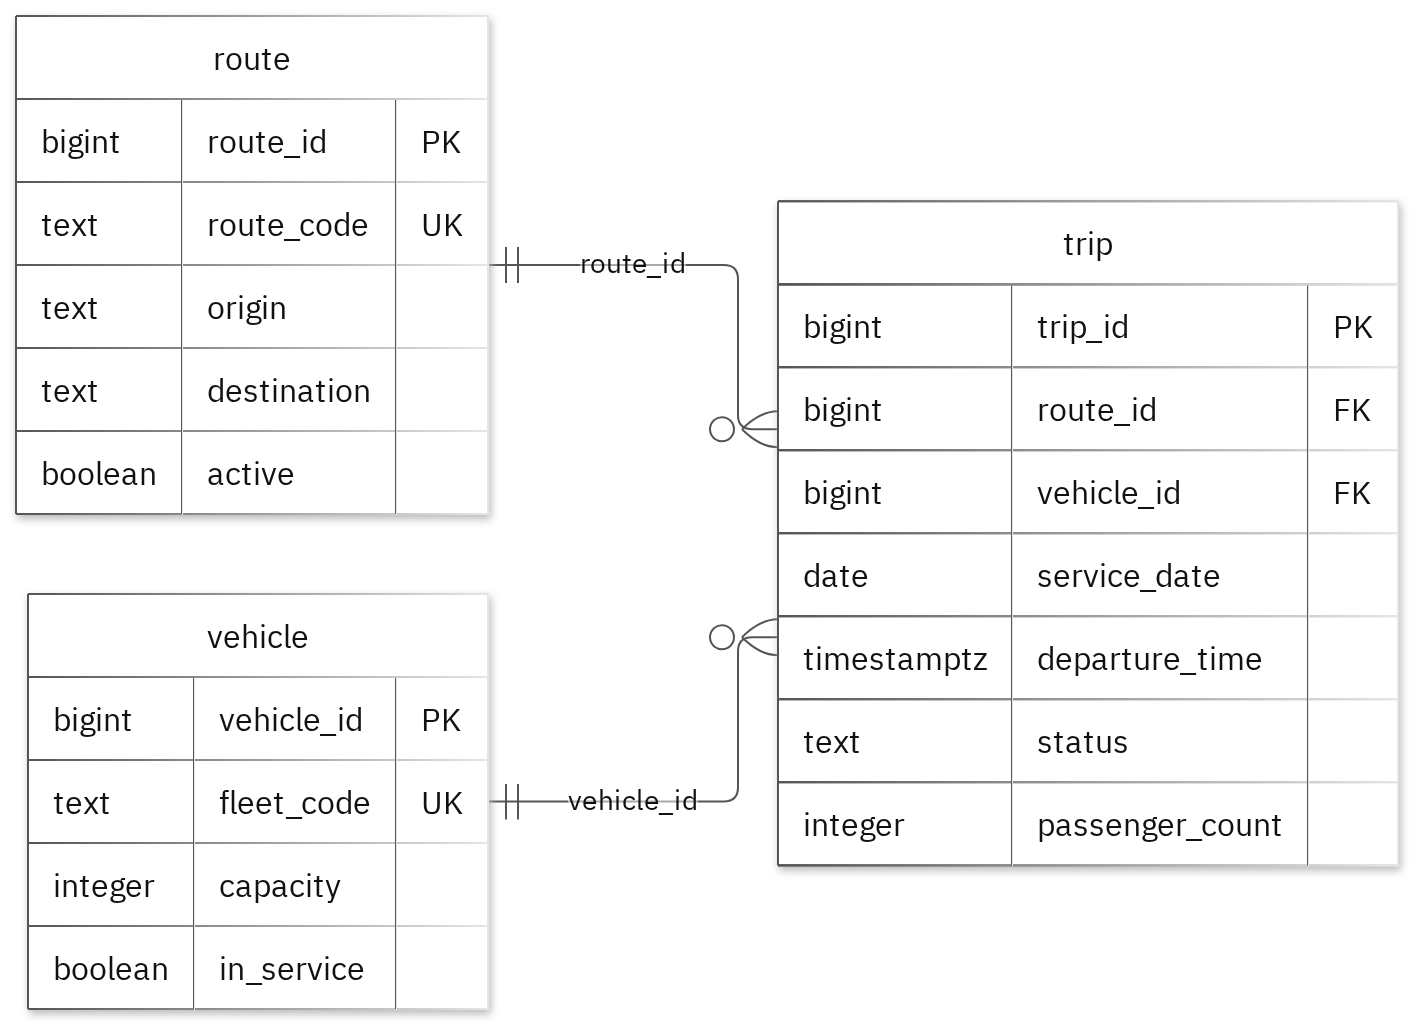 route
bigint route_id PK
text route_code UK
text origin
text destination
boolean active
route_id
vehicle
bigint vehicle_id PK
text fleet_code UK
integer capacity
boolean in_service
vehicle_id
trip
bigint trip_id PK
bigint route_id FK
bigint vehicle_id FK
date service_date
timestamptz departure_time
text status
integer passenger_count